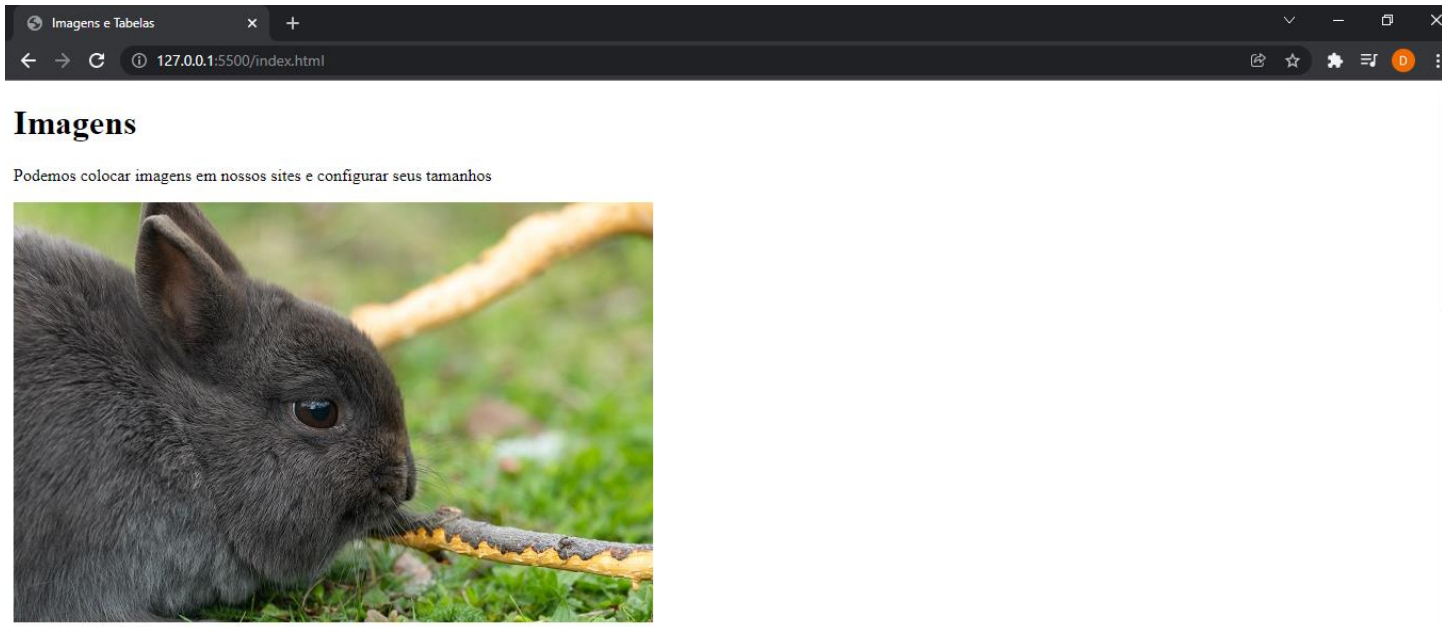 Imagens e Tabelas
127.0.0.1:5500/index.html
D
Imagens
Podemos colocar imagens em nossos sites e configurar seus tamanhos